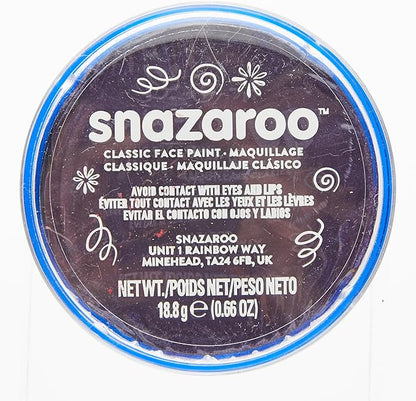 snazaroo™
CLASSIC FACE PAINT · MAQUILLAGE
CLASSIQUE · MAQUILLAJE CLÁSICO
AVOID CONTACT WITH EYES AND LIPS
ÉVITER TOUT CONTACT AVEC LES YEUX ET LES LÈVRES
EVITAR EL CONTACTO CON OJOS Y LABIOS
SNAZAROO
UNIT 1 RAINBOW WAY
MINEHEAD, TA24 6FB, UK
NET WT./POIDS NET/PESO NETO
18.8g ℮ (0.66 OZ)